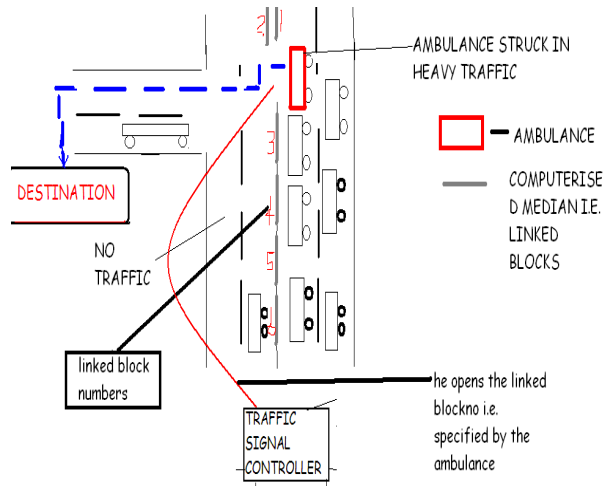 2
1
AMBULANCE STRUCK IN
HEAVY TRAFFIC
AMBULANCE
3
COMPUTERISE
D MEDIAN I.E.
LINKED
BLOCKS
DESTINATION
4
NO
TRAFFIC
5
6
linked block
numbers
he opens the linked
blockno i.e.
specified by the
ambulance
TRAFFIC
SIGNAL
CONTROLLER